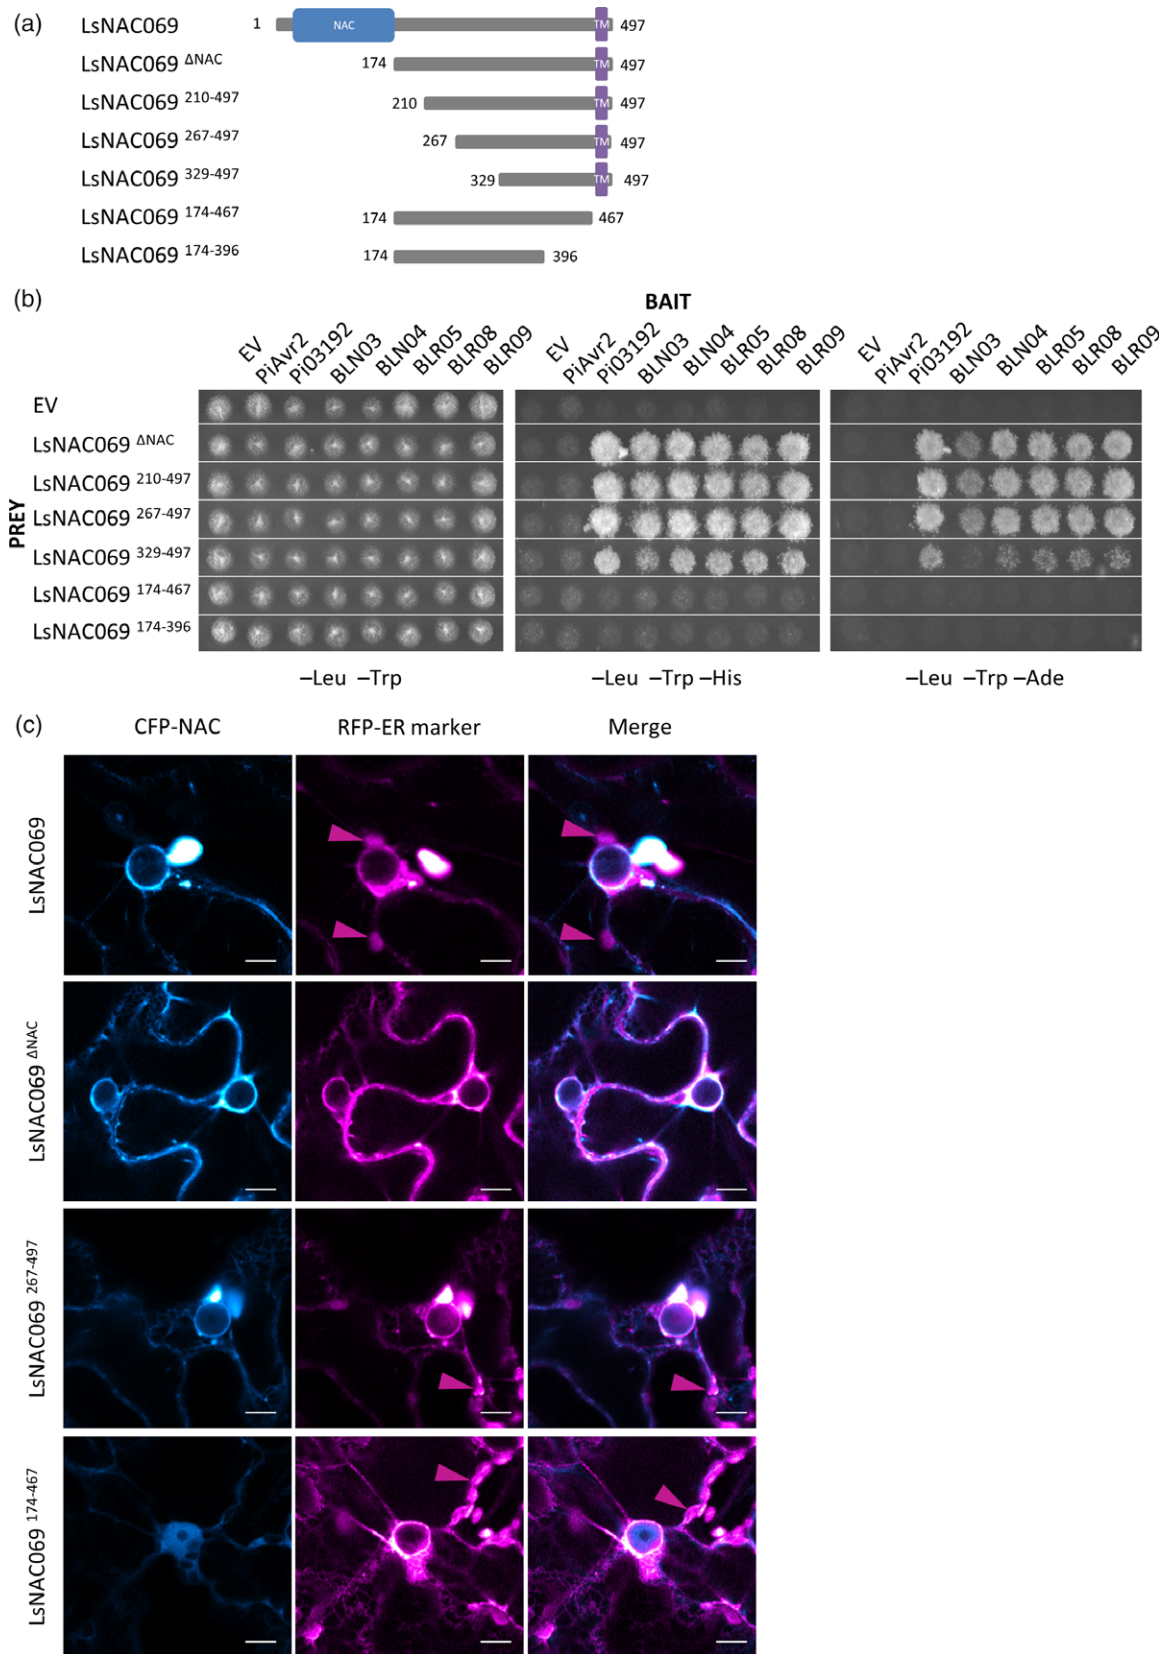 (a)
LsNAC069 1 NAC TM 497
LsNAC069 ΔNAC 174 TM 497
LsNAC069 210-497 210 TM 497
LsNAC069 267-497 267 TM 497
LsNAC069 329-497 329 TM 497
LsNAC069 174-467 174 467
LsNAC069 174-396 174 396
(b)
BAIT
EV PiAvr2 Pi03192 BLN03 BLN04 BLR05 BLR08 BLR09 EV PiAvr2 Pi03192 BLN03 BLN04 BLR05 BLR08 BLR09 EV PiAvr2 Pi03192 BLN03 BLN04 BLR05 BLR08 BLR09
PREY
EV
LsNAC069 ΔNAC
LsNAC069 210-497
LsNAC069 267-497
LsNAC069 329-497
LsNAC069 174-467
LsNAC069 174-396
–Leu –Trp –Leu –Trp –His –Leu –Trp –Ade
(c)
CFP-NAC RFP-ER marker Merge
LsNAC069
LsNAC069 ΔNAC
LsNAC069 267-497
LsNAC069 174-467